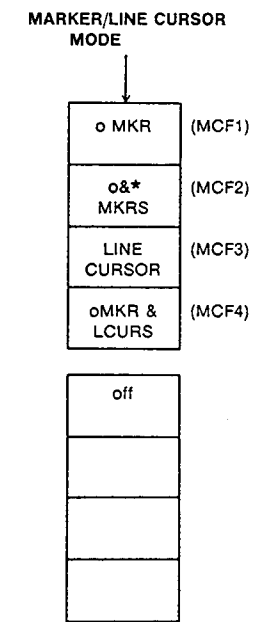 MARKER/LINE CURSOR
MODE
o MKR (MCF1)
o&* (MCF2)
MKRS
LINE (MCF3)
CURSOR
oMKR & (MCF4)
LCURS
off